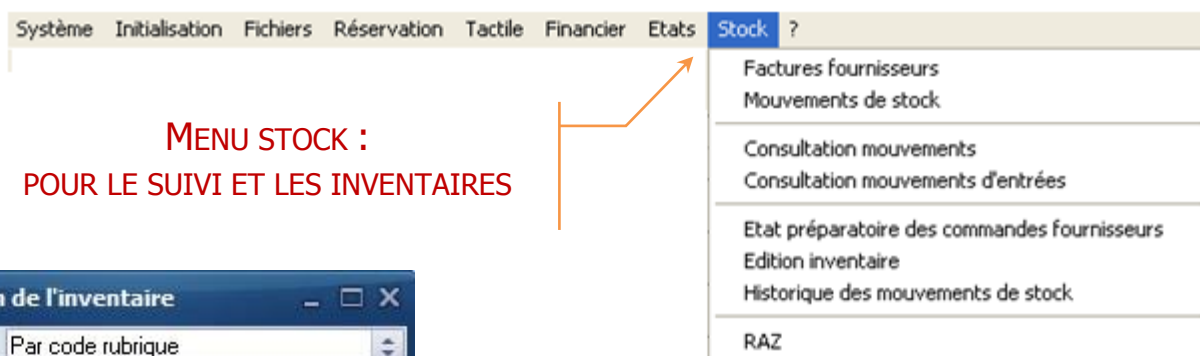 Système Initialisation Fichiers Réservation Tactile Financier Etats Stock ?
Factures fournisseurs
Mouvements de stock
Consultation mouvements
Consultation mouvements d'entrées
Etat préparatoire des commandes fournisseurs
Edition inventaire
Historique des mouvements de stock
RAZ
MENU STOCK :
POUR LE SUIVI ET LES INVENTAIRES
de l'inventaire
Par code rubrique